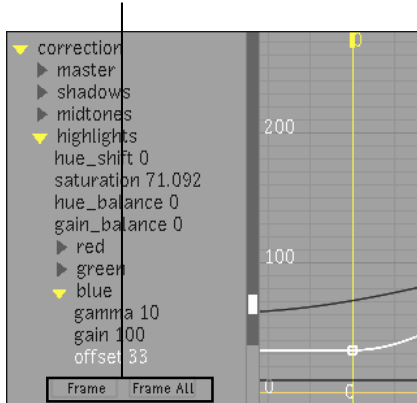 correction
master
shadows
midtones
highlights
hue_shift 0
saturation 71.092
hue_balance 0
gain_balance 0
red
green
blue
gamma 10
gain 100
offset 33
Frame Frame All
0
200
100
0
0